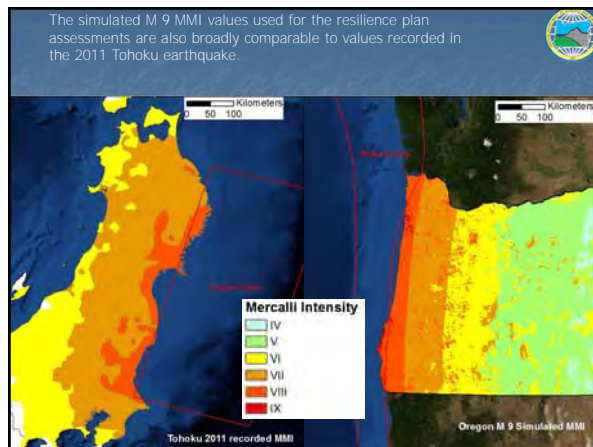 The simulated M 9 MMI values used for the resilience plan
assessments are also broadly comparable to values recorded in
the 2011 Tohoku earthquake.
Kilometers
0 50 100
Kilometers
0 50 100
Mercalli Intensity
IV
V
VI
VII
VIII
IX
Tohoku 2011 recorded MMI
Oregon M 9 Simulated MMI